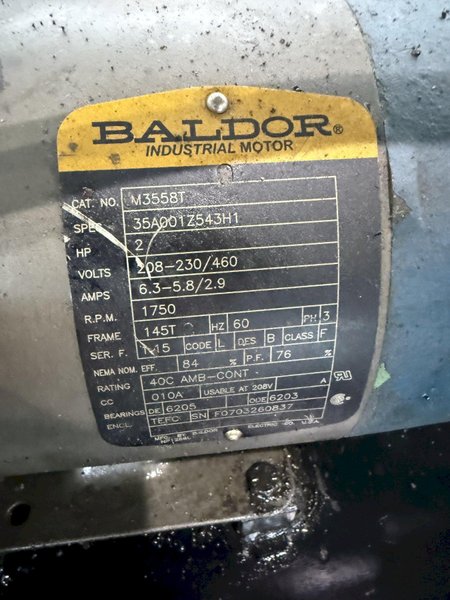 BALDOR®
INDUSTRIAL MOTOR
CAT. NO. M3558T
SPEC. 35A001Z543H1
HP 2
VOLTS 208-230/460
AMPS 6.3-5.8/2.9
R.P.M. 1750
FRAME 145T HZ 60 PH 3
SER. F. 1.15 CODE L DES B CLASS F
NEMA NOM. EFF. 84 % P.F. 76 %
RATING 40C AMB-CONT
CC 010A USABLE AT 208V A
BEARINGS DE 6205 ODE 6203
ENCL. TEFC SN F0703260837
BALDOR ELECTRIC CO. U.S.A.